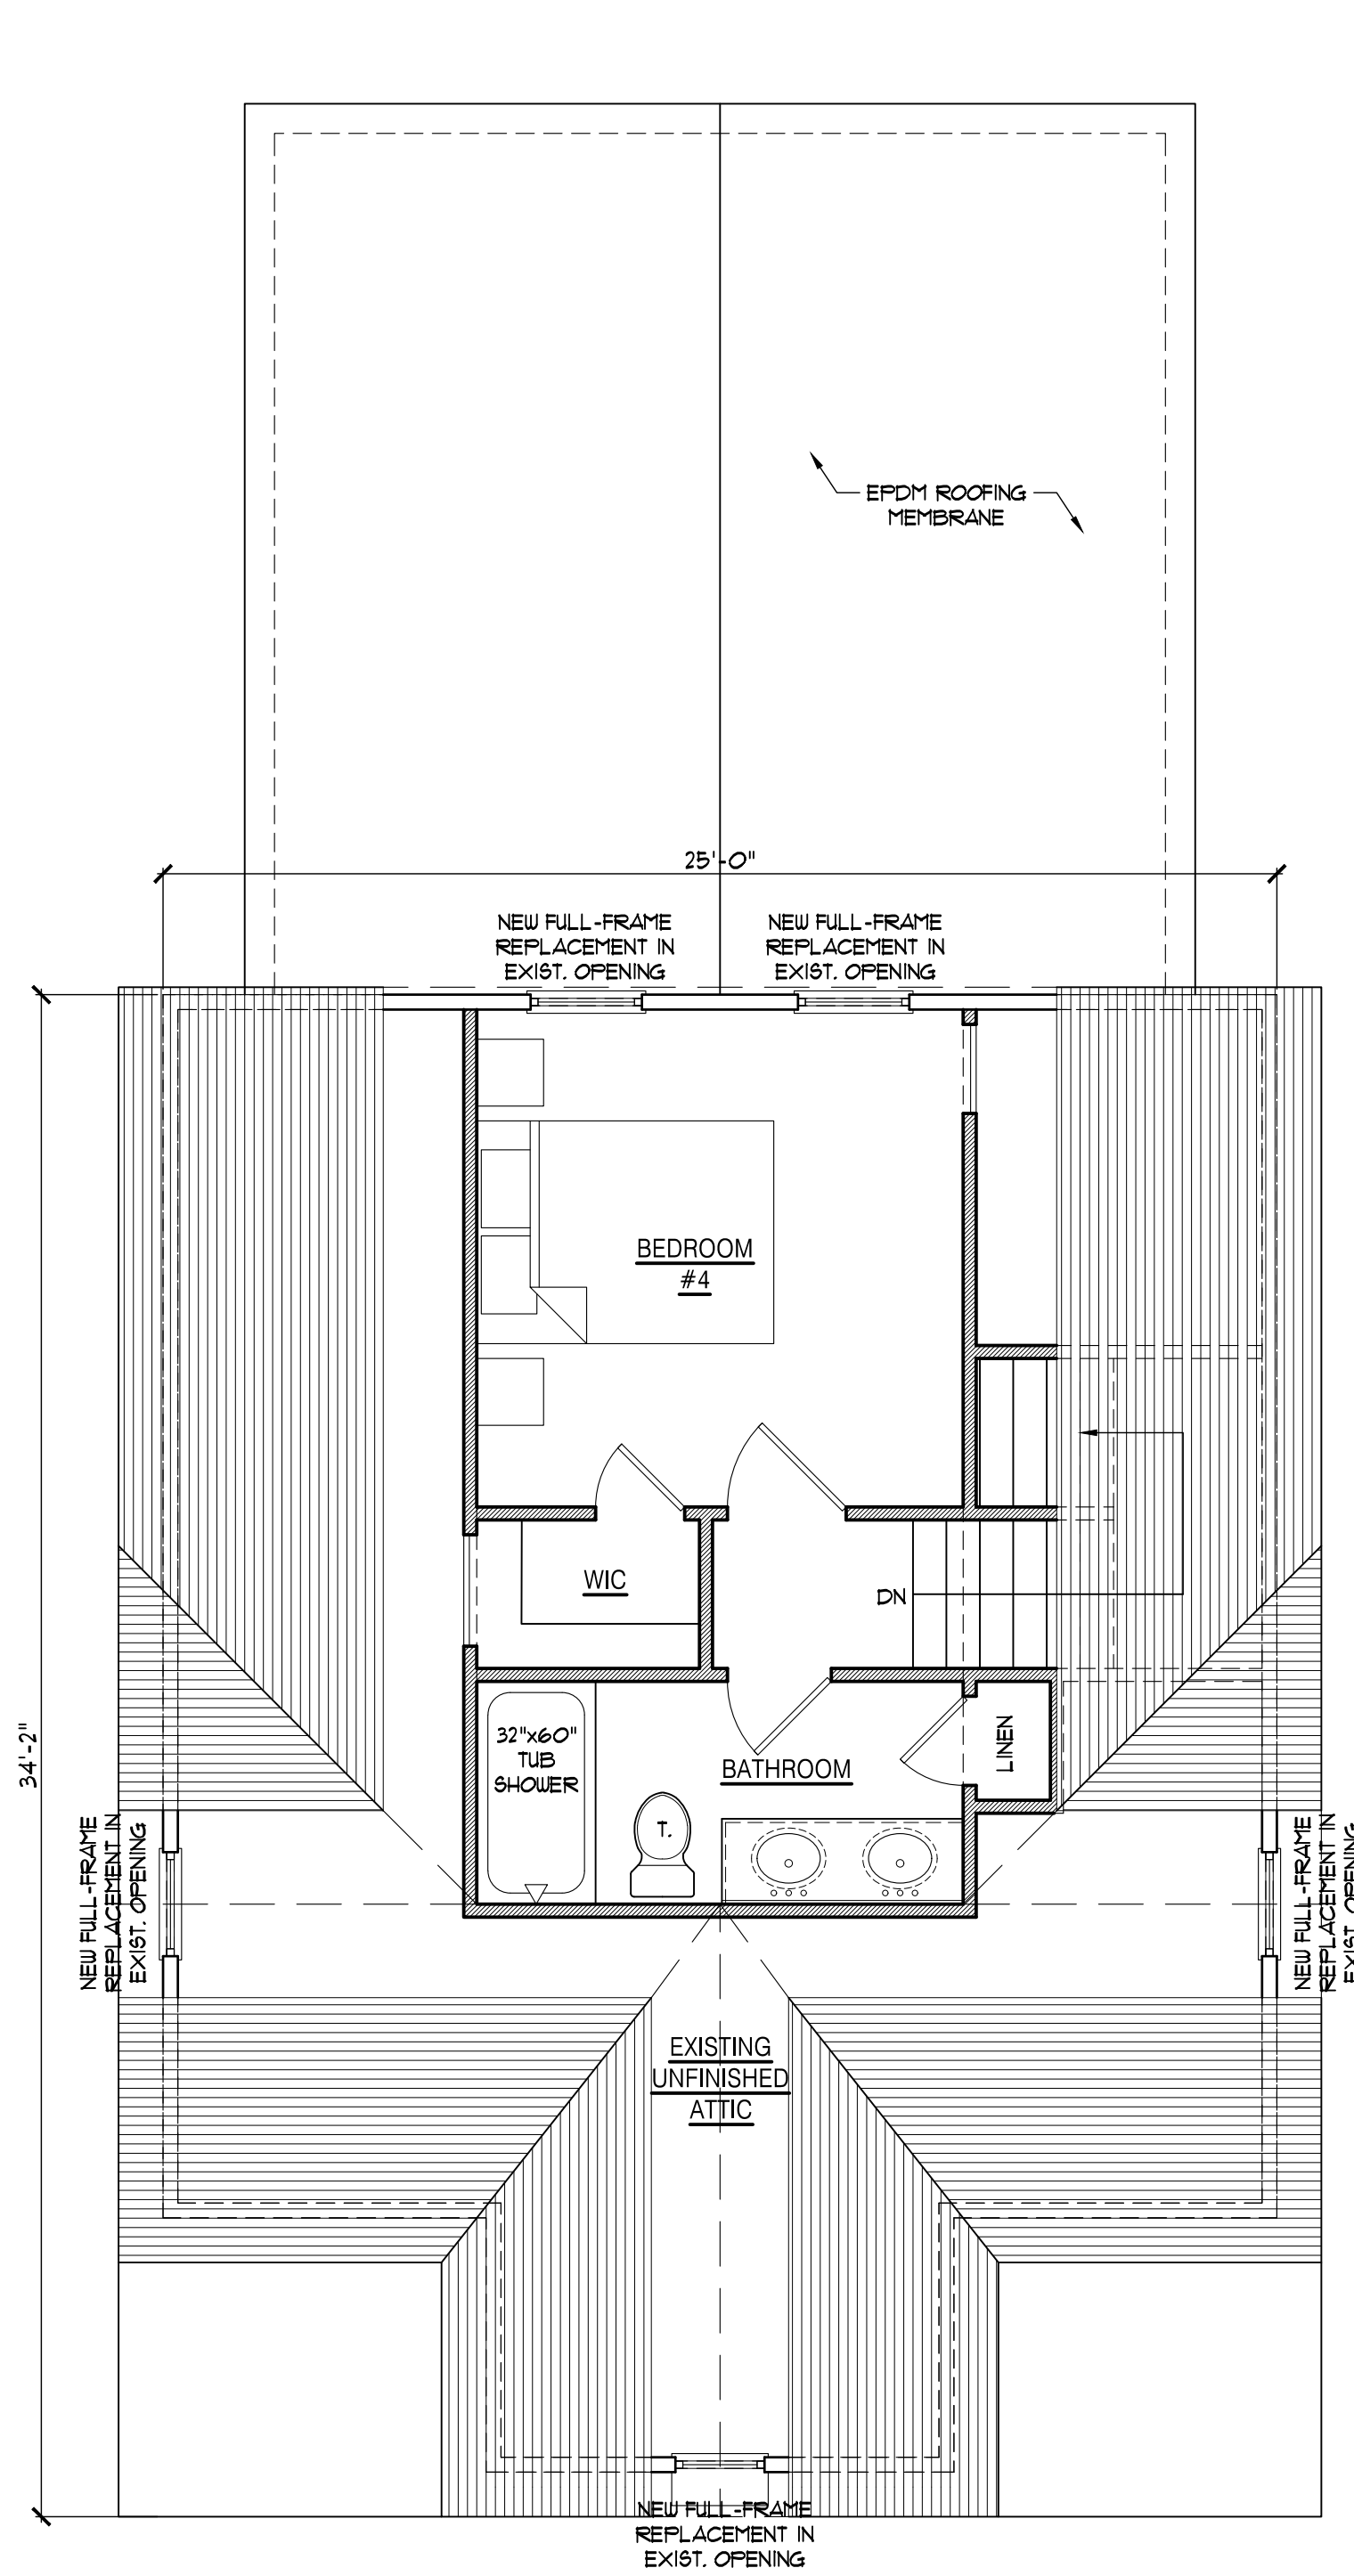 EPDM ROOFING
MEMBRANE
25'-0"
NEW FULL-FRAME
REPLACEMENT IN
EXIST. OPENING
NEW FULL-FRAME
REPLACEMENT IN
EXIST. OPENING
BEDROOM
#4
WIC
DN
34'-2"
32"x60"
TUB
SHOWER
T.
BATHROOM
LINEN
NEW FULL-FRAME
REPLACEMENT IN
EXIST. OPENING
NEW FULL-FRAME
REPLACEMENT IN
EXIST. OPENING
EXISTING
UNFINISHED
ATTIC
NEW FULL-FRAME
REPLACEMENT IN
EXIST. OPENING